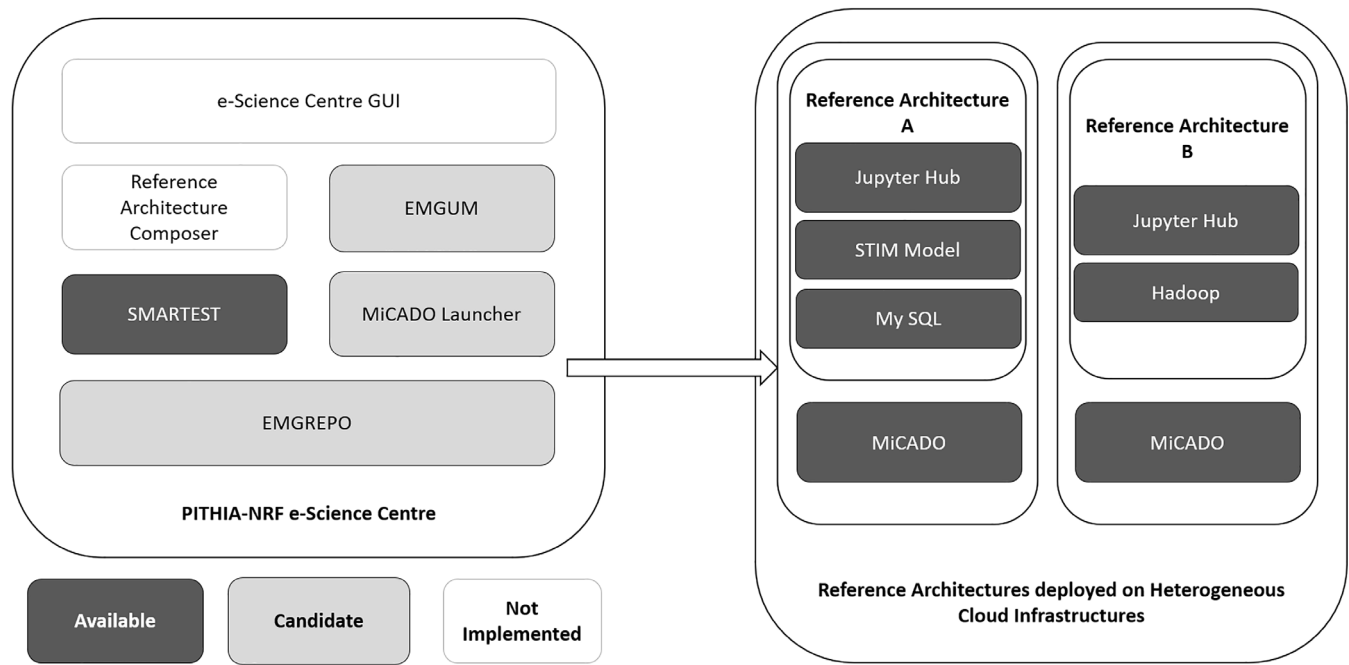 e-Science Centre GUI
Reference
Architecture
Composer
EMGUM
SMARTEST
MiCADO Launcher
EMGREPO
PITHIA-NRF e-Science Centre
Available
Candidate
Not
Implemented
Reference Architecture
A
Jupyter Hub
STIM Model
My SQL
MiCADO
Reference Architecture
B
Jupyter Hub
Hadoop
MiCADO
Reference Architectures deployed on Heterogeneous
Cloud Infrastructures